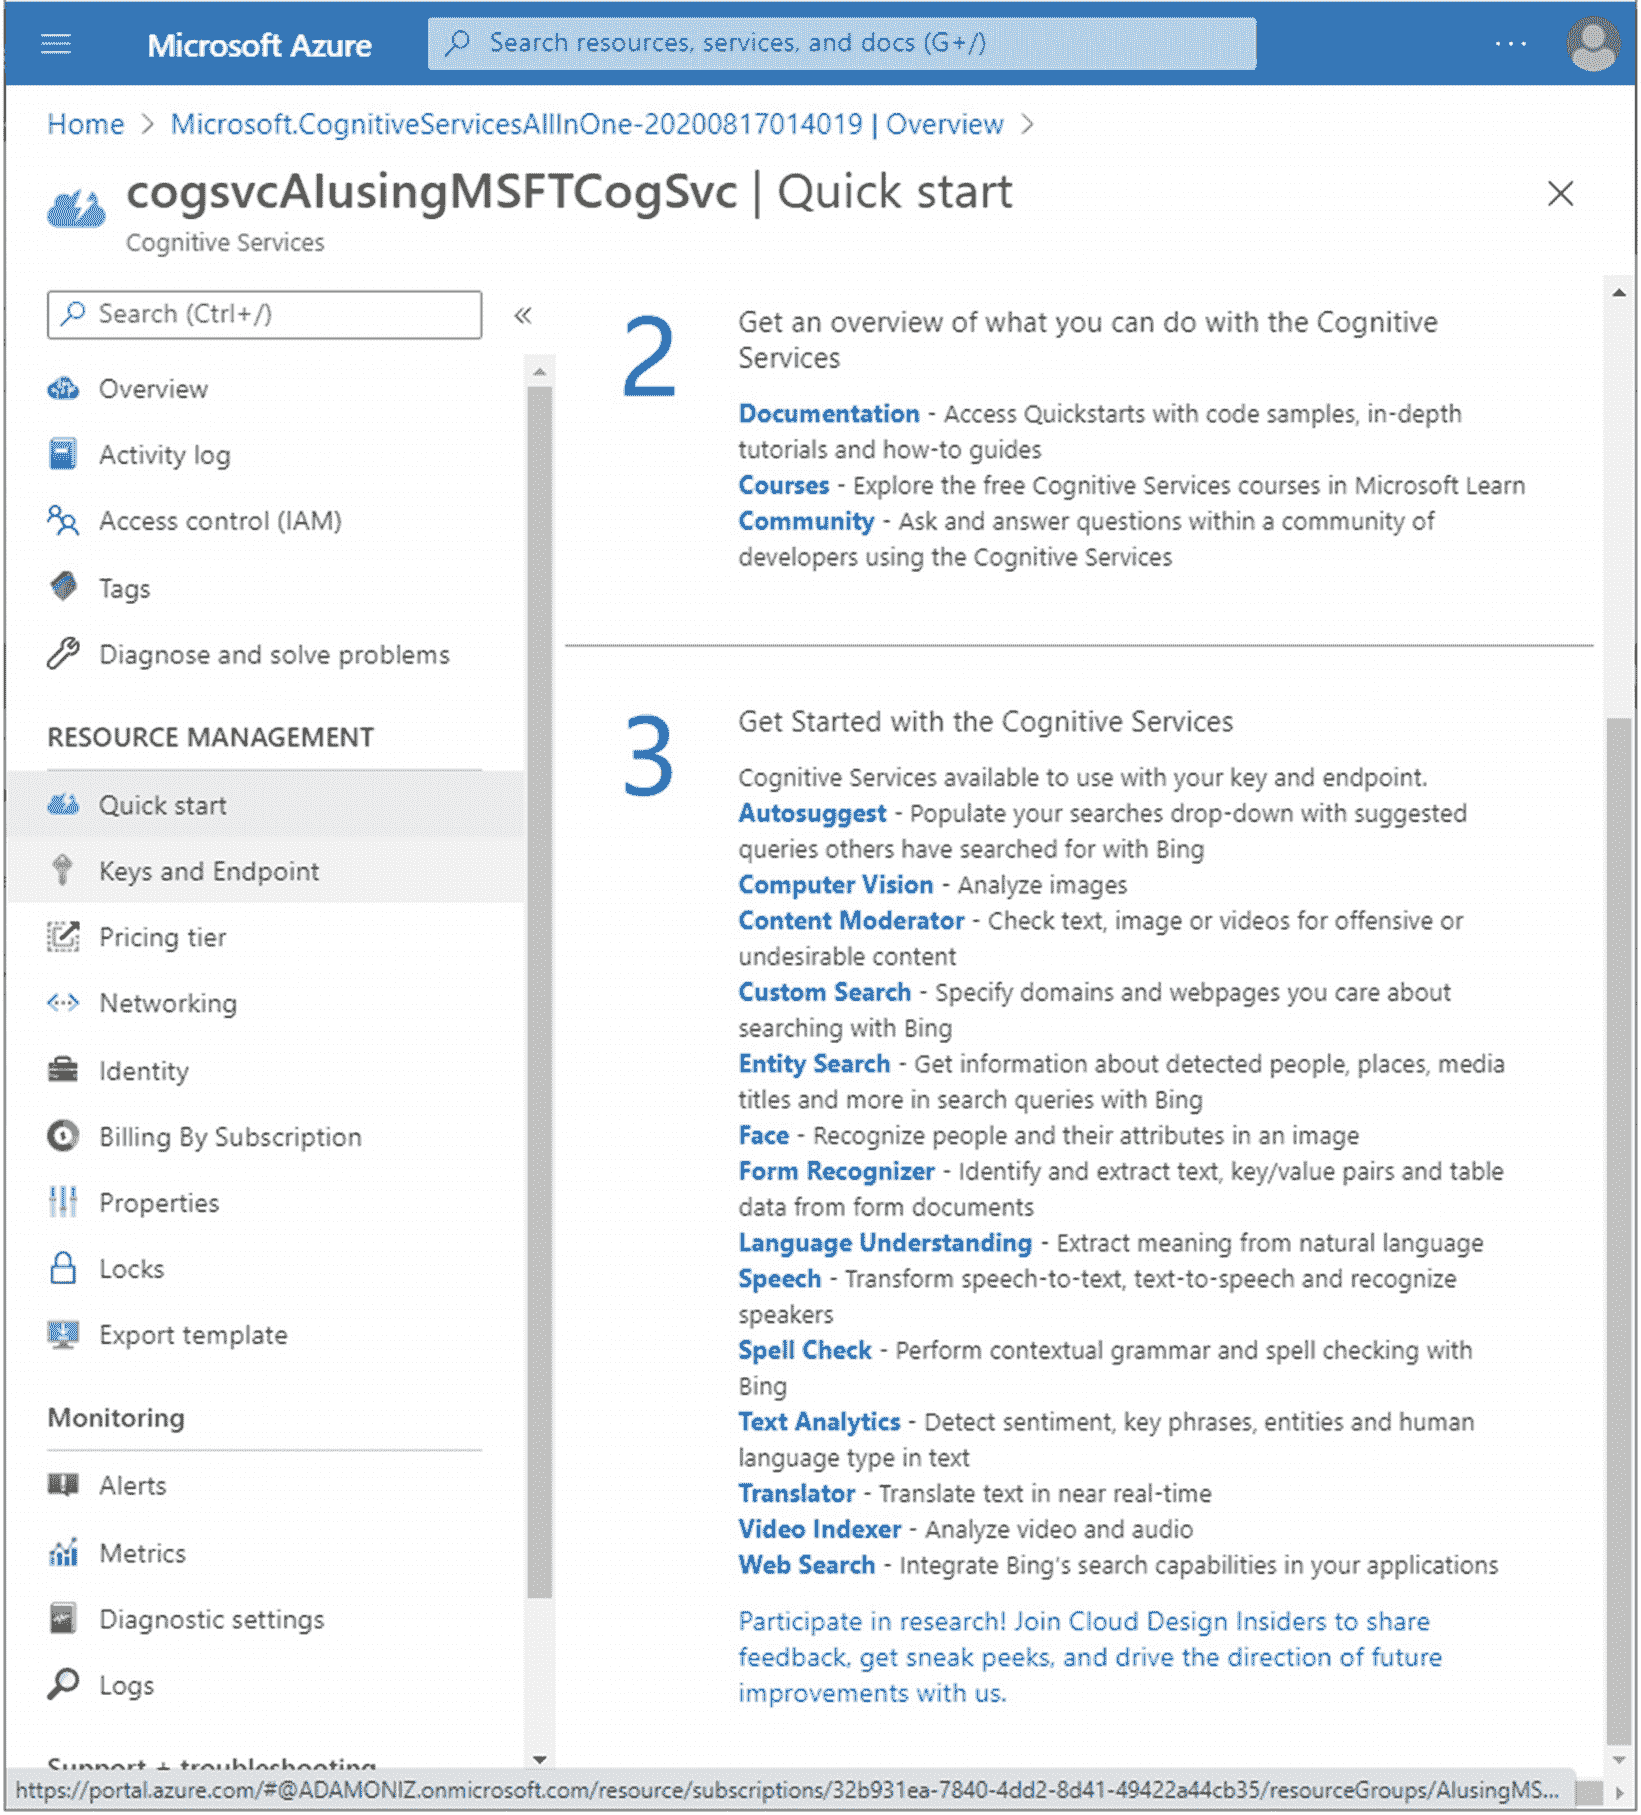 Microsoft Azure
Search resources, services, and docs (G+/)
Home > Microsoft.CognitiveServicesAllInOne-20200817014019 | Overview >
cogsvcAIusingMSFTCogSvc | Quick start
Cognitive Services
Search (Ctrl+/)
Overview
Activity log
Access control (IAM)
Tags
Diagnose and solve problems
RESOURCE MANAGEMENT
Quick start
Keys and Endpoint
Pricing tier
Networking
Identity
Billing By Subscription
Properties
Locks
Export template
Monitoring
Alerts
Metrics
Diagnostic settings
Logs
Support + troubleshooting
2
Get an overview of what you can do with the Cognitive
Services
Documentation - Access Quickstarts with code samples, in-depth
tutorials and how-to guides
Courses - Explore the free Cognitive Services courses in Microsoft Learn
Community - Ask and answer questions within a community of
developers using the Cognitive Services
3
Get Started with the Cognitive Services
Cognitive Services available to use with your key and endpoint.
Autosuggest - Populate your searches drop-down with suggested
queries others have searched for with Bing
Computer Vision - Analyze images
Content Moderator - Check text, image or videos for offensive or
undesirable content
Custom Search - Specify domains and webpages you care about
searching with Bing
Entity Search - Get information about detected people, places, media
titles and more in search queries with Bing
Face - Recognize people and their attributes in an image
Form Recognizer - Identify and extract text, key/value pairs and table
data from form documents
Language Understanding - Extract meaning from natural language
Speech - Transform speech-to-text, text-to-speech and recognize
speakers
Spell Check - Perform contextual grammar and spell checking with
Bing
Text Analytics - Detect sentiment, key phrases, entities and human
language type in text
Translator - Translate text in near real-time
Video Indexer - Analyze video and audio
Web Search - Integrate Bing's search capabilities in your applications
Participate in research! Join Cloud Design Insiders to share
feedback, get sneak peeks, and drive the direction of future
improvements with us.
https://portal.azure.com/#@ADAMONIZ.onmicrosoft.com/resource/subscriptions/32b931ea-7840-4dd2-8d41-49422a44cb35/resourceGroups/AIusingMS...